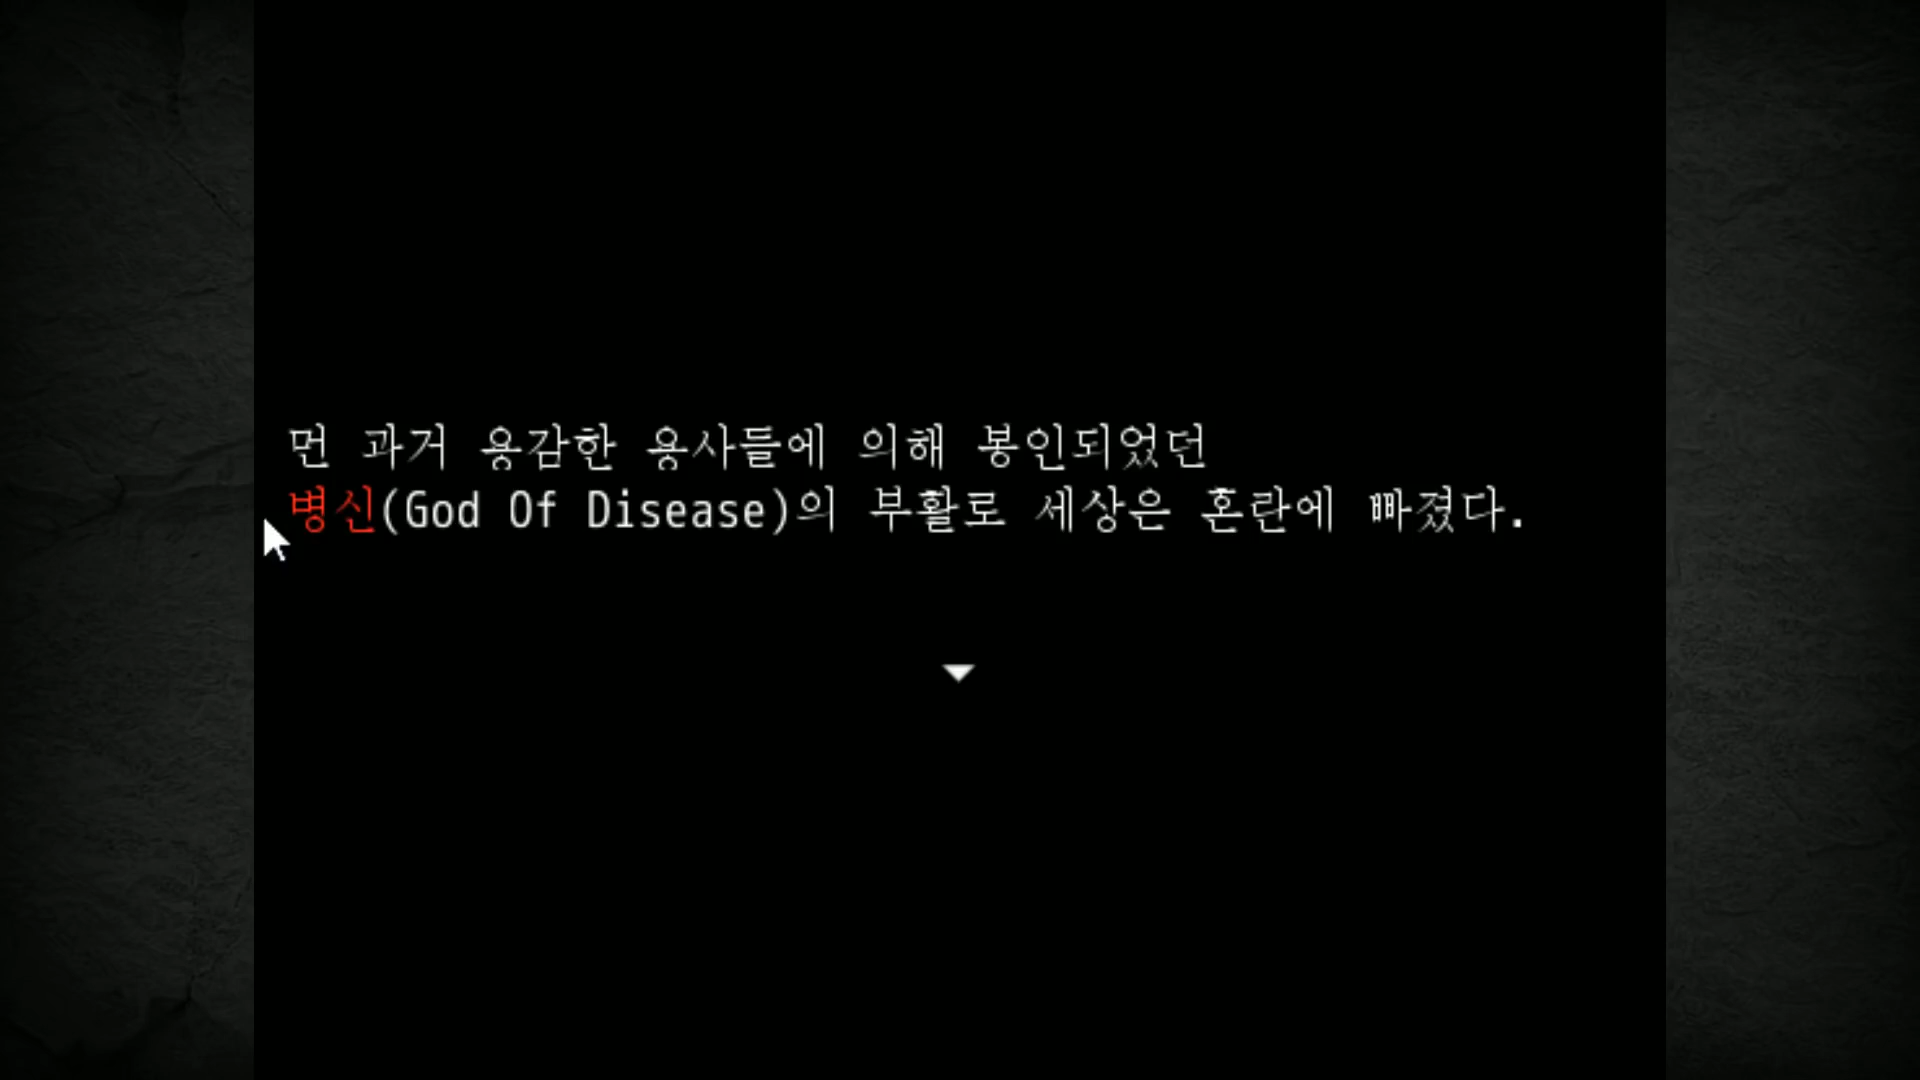 먼 과거 용감한 용사들에 의해 봉인되었던
병신(God Of Disease)의 부활로 세상은 혼란에 빠졌다.